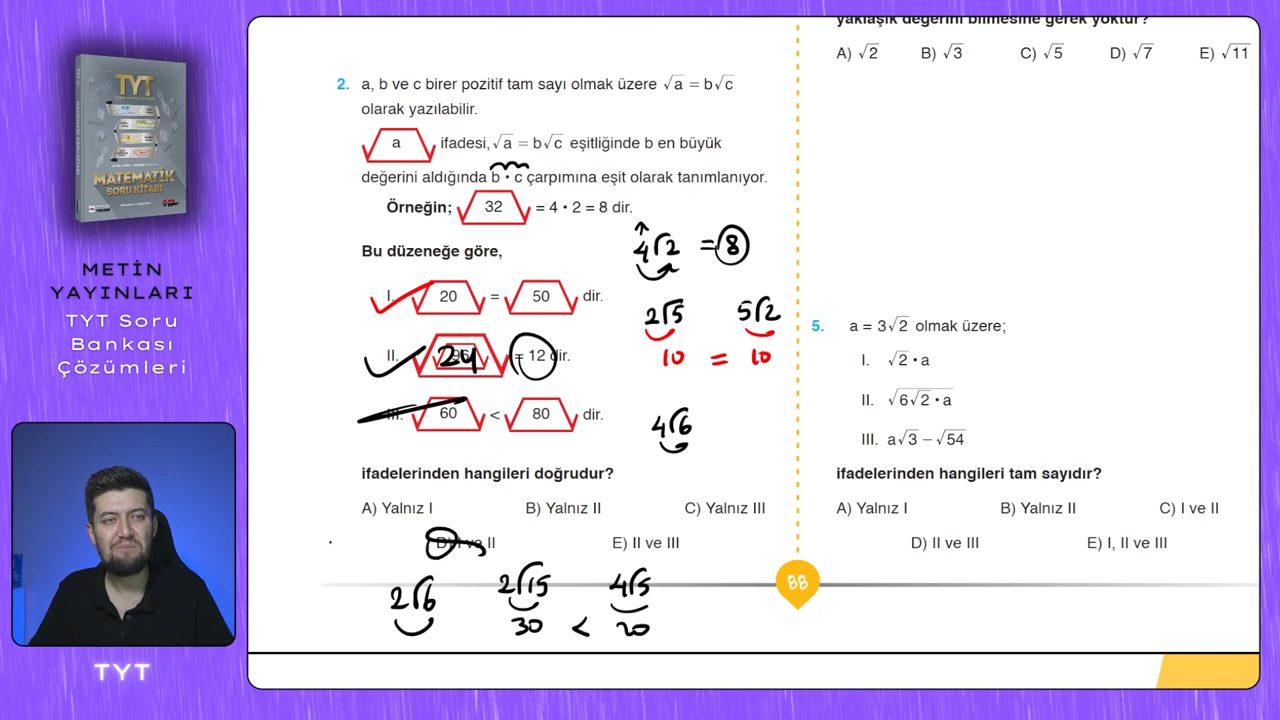 TYT
MATEMATİK
SORU KİTABI
METİN
YAYINLARI
TYT Soru
Bankası
Çözümleri
TYT
yaklaşık değerini bilmesine gerek yoktur?
A) √2 B) √3 C) √5 D) √7 E) √11
2. a, b ve c birer pozitif tam sayı olmak üzere √a = b√c
olarak yazılabilir.
a ifadesi, √a = b√c eşitliğinde b en büyük
değerini aldığında b • c çarpımına eşit olarak tanımlanıyor.
Örneğin; 32 = 4 • 2 = 8 dir.
4√2 = 8
Bu düzeneğe göre,
I. 20 = 50 dir.
2√5 5√2
10 = 10
II. 24 = 12 dir.
III. 60 < 80 dir.
4√6
ifadelerinden hangileri doğrudur?
A) Yalnız I B) Yalnız II C) Yalnız III
D) I ve II E) II ve III
2√6 2√15 4√5
30 < 20
5. a = 3√2 olmak üzere;
I. √2 • a
II. √6√2 • a
III. a√3 – √54
ifadelerinden hangileri tam sayıdır?
A) Yalnız I B) Yalnız II C) I ve II
D) II ve III E) I, II ve III
88